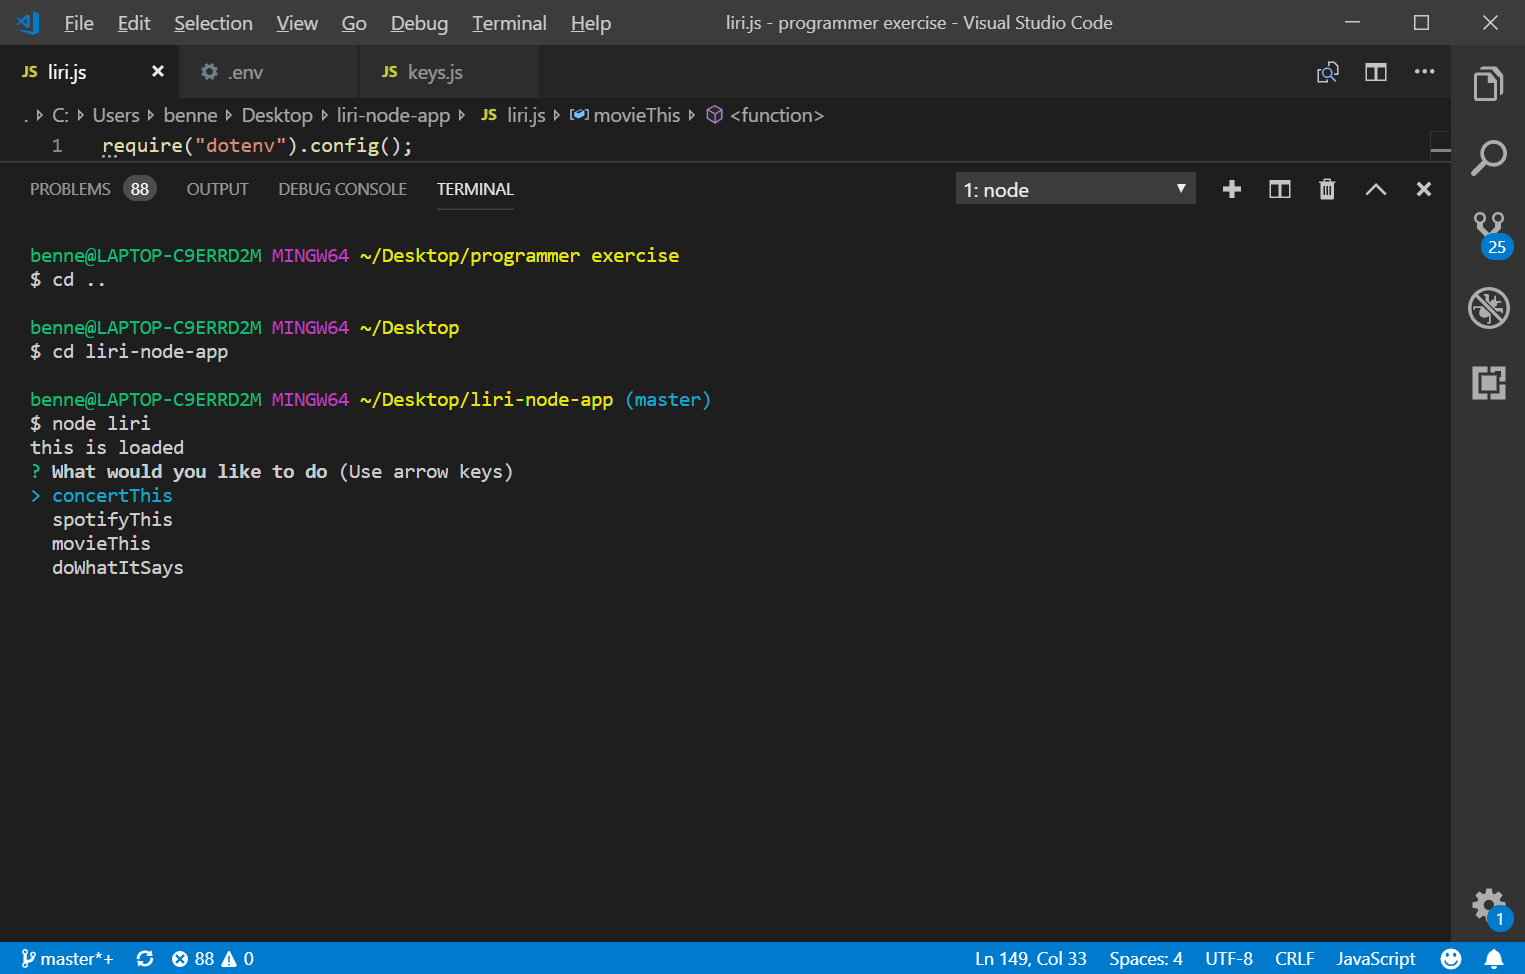 File Edit Selection View Go Debug Terminal Help liri.js - programmer exercise - Visual Studio Code
JS liri.js .env JS keys.js
. C: Users benne Desktop liri-node-app JS liri.js movieThis <function>
1 require("dotenv").config();
PROBLEMS 88 OUTPUT DEBUG CONSOLE TERMINAL 1: node
benne@LAPTOP-C9ERRD2M MINGW64 ~/Desktop/programmer exercise
$ cd ..
benne@LAPTOP-C9ERRD2M MINGW64 ~/Desktop
$ cd liri-node-app
benne@LAPTOP-C9ERRD2M MINGW64 ~/Desktop/liri-node-app (master)
$ node liri
this is loaded
? What would you like to do (Use arrow keys)
> concertThis
spotifyThis
movieThis
doWhatItSays
25
1
master*+ 88 0 Ln 149, Col 33 Spaces: 4 UTF-8 CRLF JavaScript